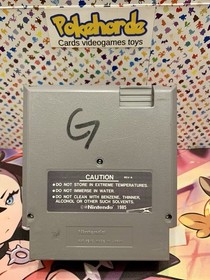 Pokehorde
Cards videogames toys
G
CAUTION
• DO NOT STORE IN EXTREME TEMPERATURES.
• DO NOT IMMERSE IN WATER.
• DO NOT CLEAN WITH BENZENE, THINNER,
ALCOHOL OR OTHER SUCH SOLVENTS.
©Nintendo 1985